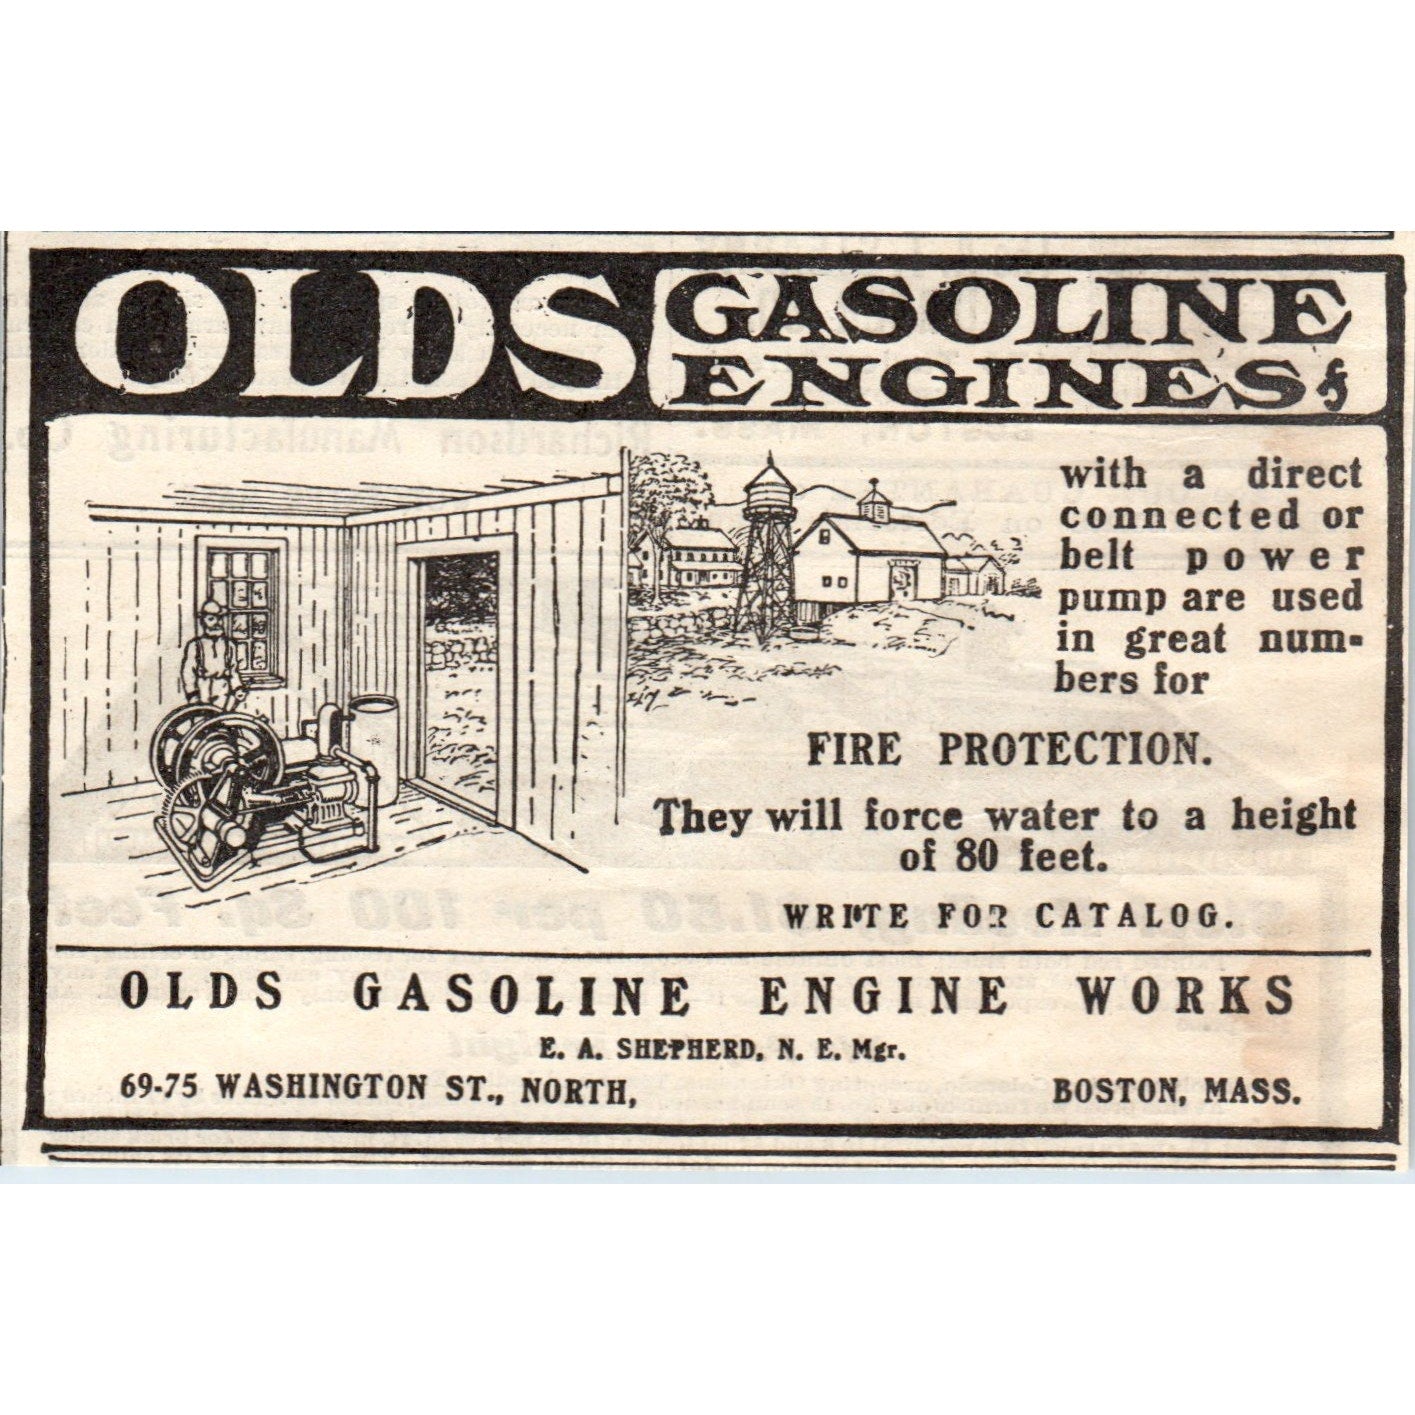 OLDS GASOLINE
ENGINES
with a direct
connected or
belt power
pump are used
in great num-
bers for
FIRE PROTECTION.
They will force water to a height
of 80 feet.
WRITE FOR CATALOG.
OLDS GASOLINE ENGINE WORKS
E. A. SHEPHERD, N. E. Mgr.
69-75 WASHINGTON ST., NORTH, BOSTON, MASS.